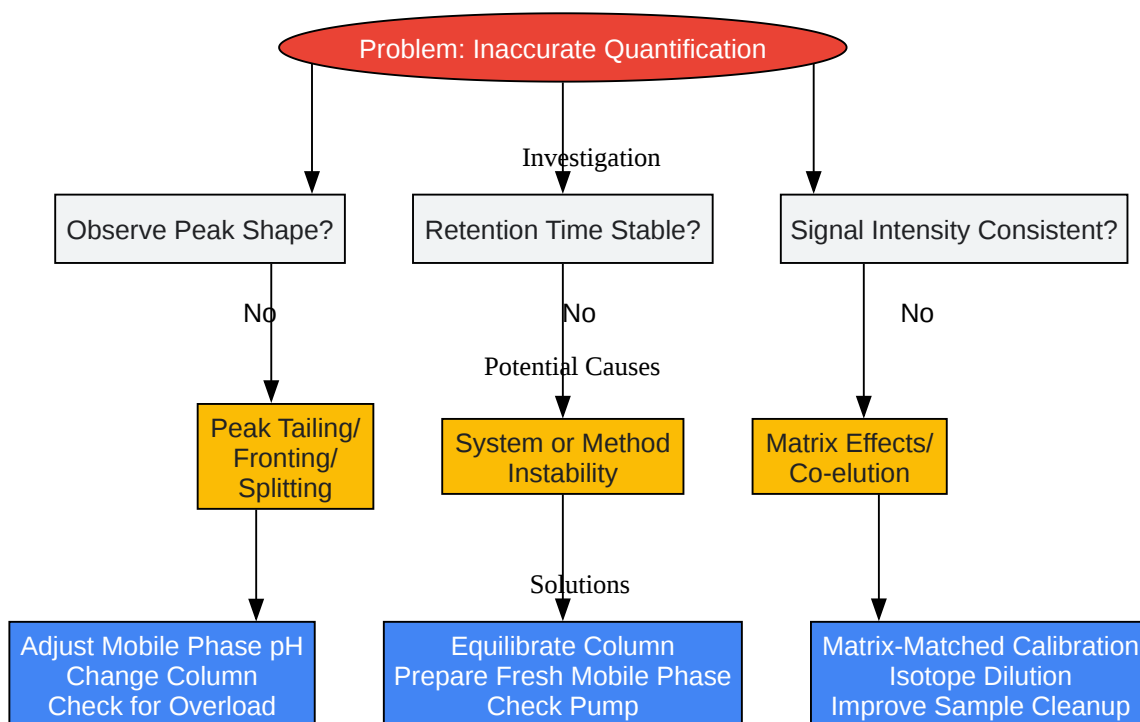 Problem: Inaccurate Quantification
Investigation
Observe Peak Shape?
Retention Time Stable?
Signal Intensity Consistent?
No
No
No
Potential Causes
Peak Tailing/
Fronting/
Splitting
System or Method
Instability
Matrix Effects/
Co-elution
Solutions
Adjust Mobile Phase pH
Change Column
Check for Overload
Equilibrate Column
Prepare Fresh Mobile Phase
Check Pump
Matrix-Matched Calibration
Isotope Dilution
Improve Sample Cleanup